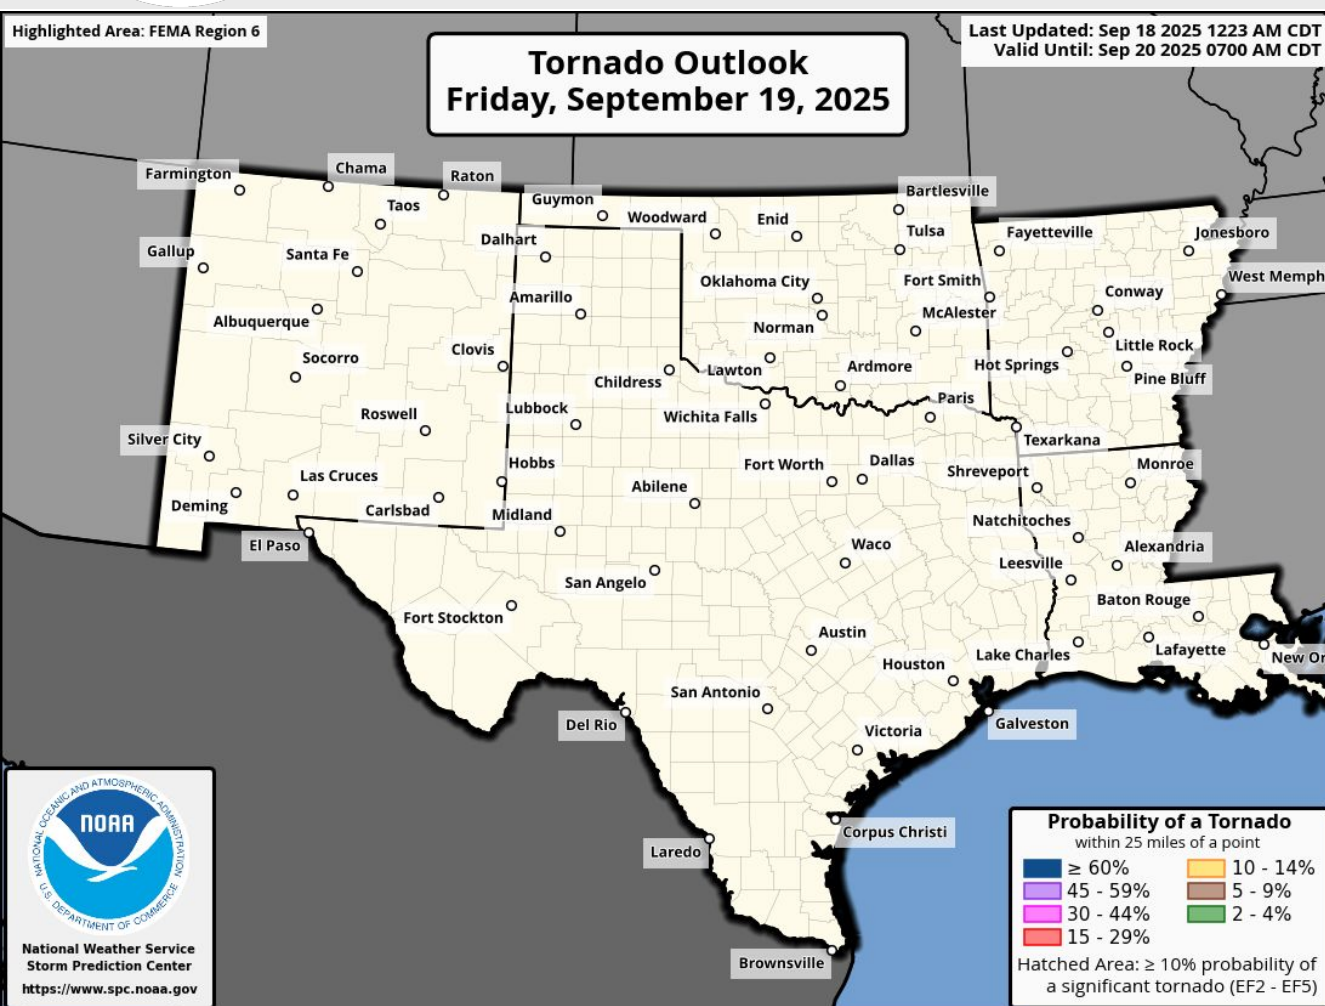 Highlighted Area: FEMA Region 6
Last Updated: Sep 18 2025 1223 AM CDT
Valid Until: Sep 20 2025 0700 AM CDT
Tornado Outlook
Friday, September 19, 2025
Farmington
Chama
Raton
Taos
Guymon
Woodward
Enid
Bartlesville
Tulsa
Fayetteville
Jonesboro
Gallup
Santa Fe
Dalhart
Oklahoma City
Fort Smith
West Memph
Amarillo
Conway
Albuquerque
Norman
McAlester
Little Rock
Socorro
Clovis
Childress
Lawton
Ardmore
Hot Springs
Pine Bluff
Roswell
Lubbock
Wichita Falls
Paris
Texarkana
Silver City
Las Cruces
Hobbs
Abilene
Fort Worth
Dallas
Shreveport
Monroe
Deming
Carlsbad
Midland
Natchitoches
El Paso
Waco
Alexandria
San Angelo
Leesville
Fort Stockton
Baton Rouge
Austin
Houston
Lake Charles
Lafayette
New Or
San Antonio
Del Rio
Victoria
Galveston
Corpus Christi
Laredo
Brownsville
NATIONAL OCEANIC AND ATMOSPHERIC ADMINISTRATION
NOAA
U.S. DEPARTMENT OF COMMERCE
National Weather Service
Storm Prediction Center
https://www.spc.noaa.gov
Probability of a Tornado
within 25 miles of a point
≥ 60%
10 - 14%
45 - 59%
5 - 9%
30 - 44%
2 - 4%
15 - 29%
Hatched Area: ≥ 10% probability of
a significant tornado (EF2 - EF5)